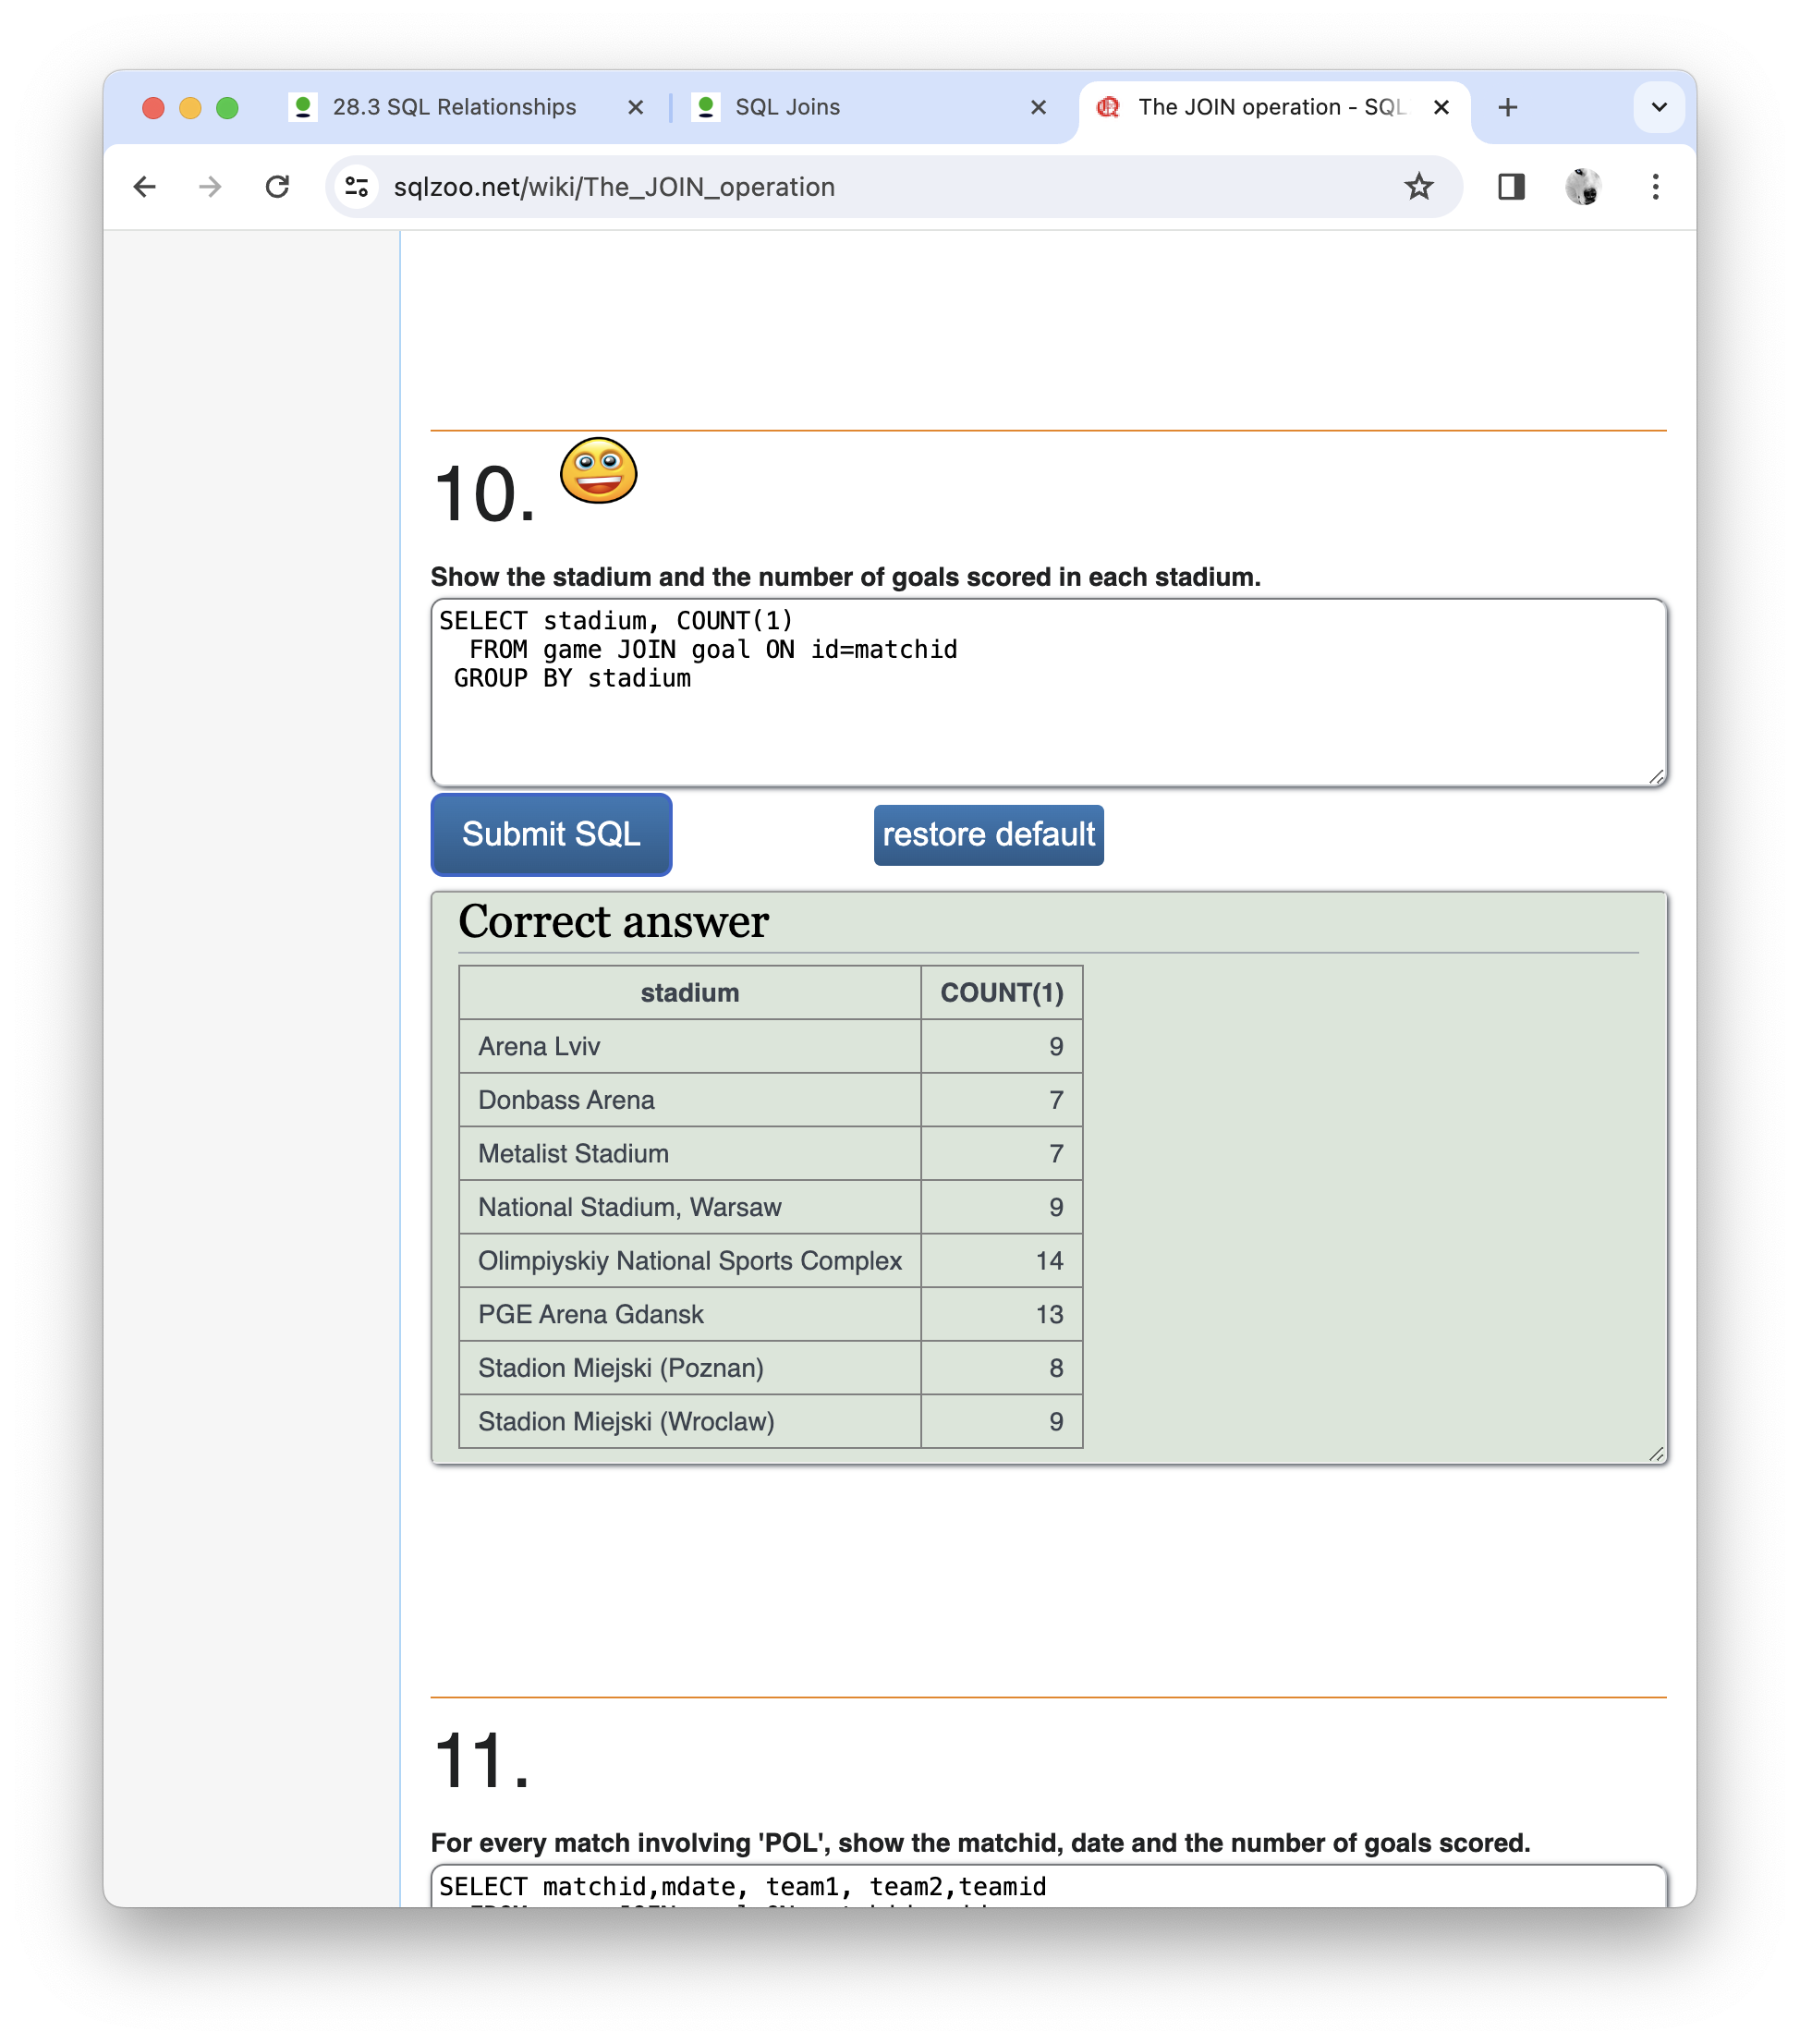 28.3 SQL Relationships
SQL Joins
The JOIN operation - SQL
sqlzoo.net/wiki/The_JOIN_operation
10.
Show the stadium and the number of goals scored in each stadium.
SELECT stadium, COUNT(1)
FROM game JOIN goal ON id=matchid
GROUP BY stadium
Submit SQL
restore default
Correct answer
stadium COUNT(1)
Arena Lviv 9
Donbass Arena 7
Metalist Stadium 7
National Stadium, Warsaw 9
Olimpiyskiy National Sports Complex 14
PGE Arena Gdansk 13
Stadion Miejski (Poznan) 8
Stadion Miejski (Wroclaw) 9
11.
For every match involving 'POL', show the matchid, date and the number of goals scored.
SELECT matchid,mdate, team1, team2,teamid